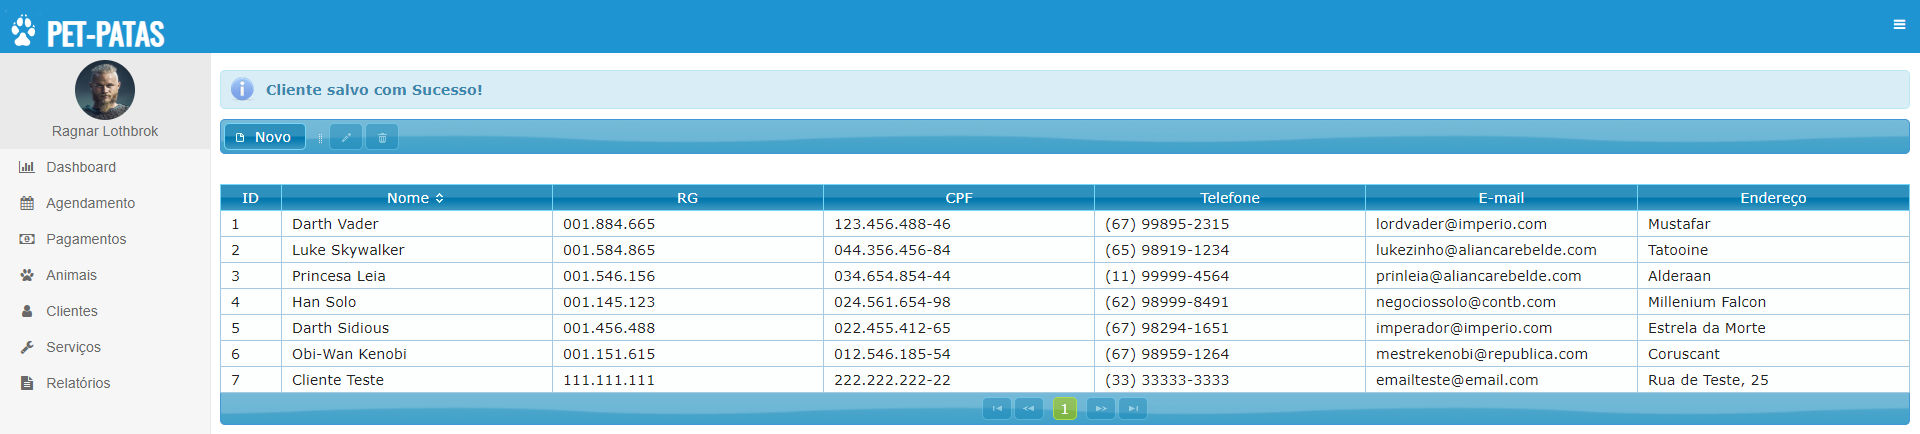 PET-PATAS
Ragnar Lothbrok
Dashboard
Agendamento
Pagamentos
Animais
Clientes
Serviços
Relatórios
Cliente salvo com Sucesso!
Novo
ID Nome RG CPF Telefone E-mail Endereço
1 Darth Vader 001.884.665 123.456.488-46 (67) 99895-2315 lordvader@imperio.com Mustafar
2 Luke Skywalker 001.584.865 044.356.456-84 (65) 98919-1234 lukezinho@aliancarebelde.com Tatooine
3 Princesa Leia 001.546.156 034.654.854-44 (11) 99999-4564 prinleia@aliancarebelde.com Alderaan
4 Han Solo 001.145.123 024.561.654-98 (62) 98999-8491 negociossolo@contb.com Millenium Falcon
5 Darth Sidious 001.456.488 022.455.412-65 (67) 98294-1651 imperador@imperio.com Estrela da Morte
6 Obi-Wan Kenobi 001.151.615 012.546.185-54 (67) 98959-1264 mestrekenobi@republica.com Coruscant
7 Cliente Teste 111.111.111 222.222.222-22 (33) 33333-3333 emailteste@email.com Rua de Teste, 25
1